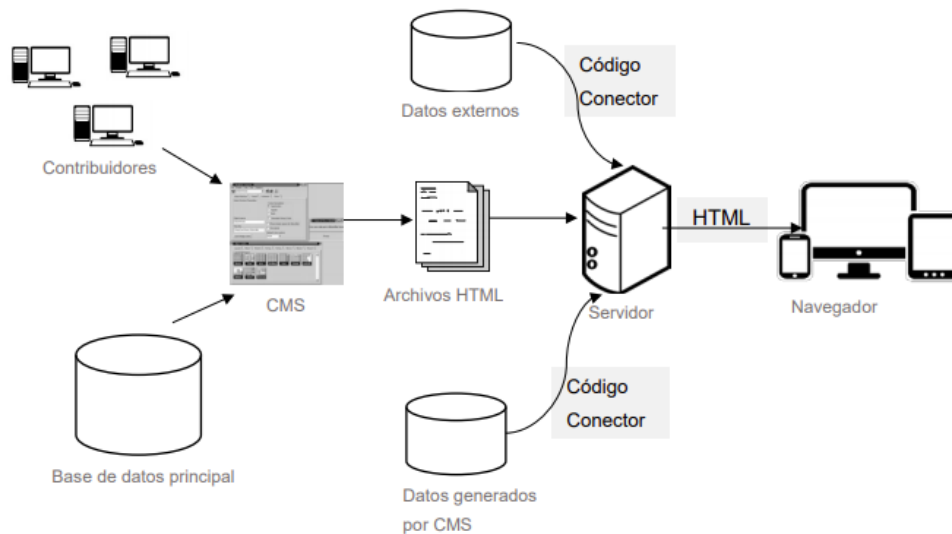 Código
Conector
Datos externos
Contribuidores
HTML
CMS
Archivos HTML
Servidor
Navegador
Código
Conector
Base de datos principal
Datos generados
por CMS